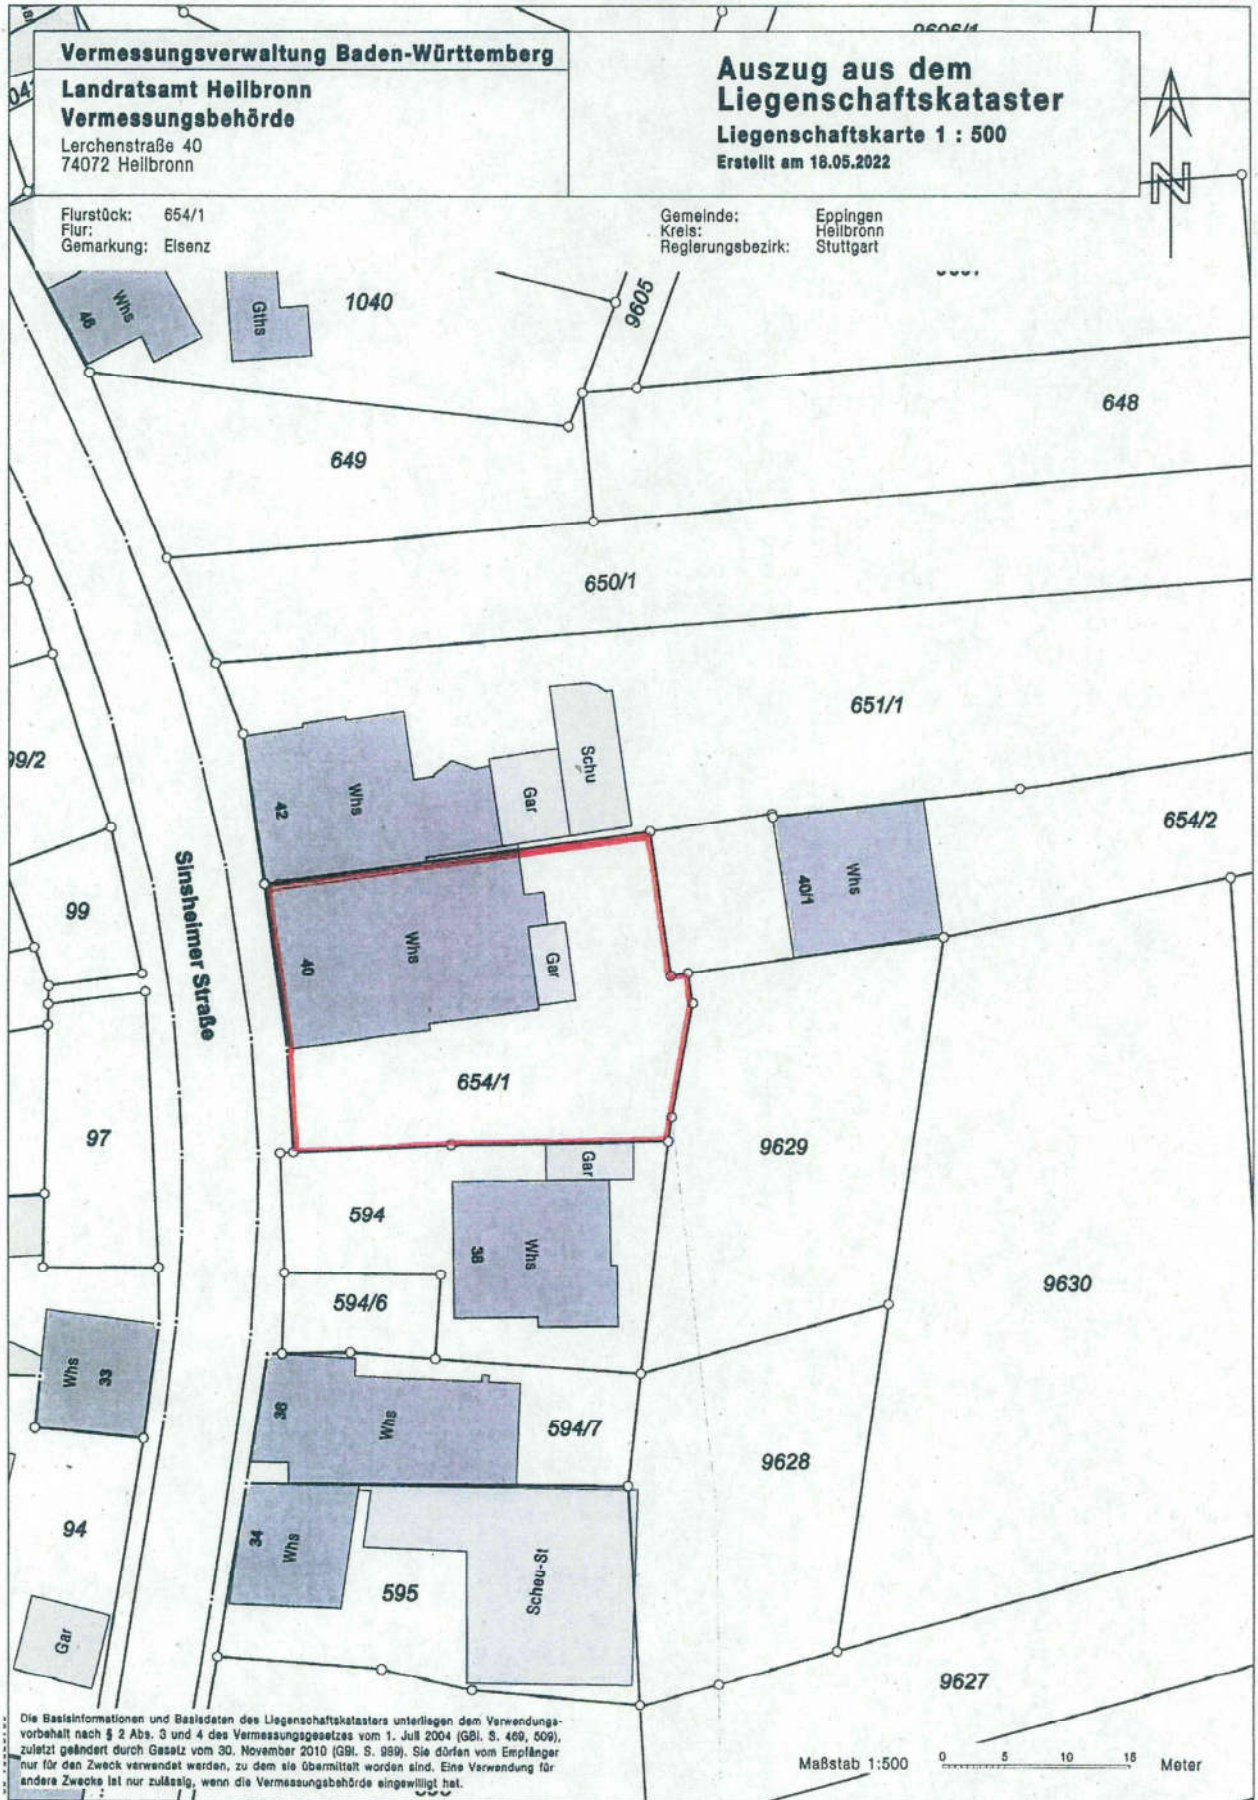 Vermessungsverwaltung Baden-Württemberg
Landratsamt Heilbronn
Vermessungsbehörde
Lerchenstraße 40
74072 Heilbronn
Auszug aus dem
Liegenschaftskataster
Liegenschaftskarte 1 : 500
Erstellt am 18.05.2022
N
Flurstück: 654/1
Flur:
Gemarkung: Elsenz
Gemeinde: Eppingen
Kreis: Heilbronn
Regierungsbezirk: Stuttgart
Whs
Gths
1040
9605
648
649
650/1
651/1
99/2
Schu
Gar
Whs
42
654/2
Whs
40/1
Sinsheimer Straße
99
Whs
40
Gar
654/1
97
9629
Gar
594
Whs
38
9630
594/6
Whs
33
36
Whs
594/7
9628
94
34
Whs
595
Scheu-St
Gar
9627
Die Basisinformationen und Basisdaten des Liegenschaftskatasters unterliegen dem Verwendungs-
vorbehalt nach § 2 Abs. 3 und 4 des Vermessungsgesetzes vom 1. Juli 2004 (GBl. S. 469, 509),
zuletzt geändert durch Gesetz vom 30. November 2010 (GBl. S. 989). Sie dürfen vom Empfänger
nur für den Zweck verwendet werden, zu dem sie übermittelt worden sind. Eine Verwendung für
andere Zwecke ist nur zulässig, wenn die Vermessungsbehörde eingewilligt hat.
Maßstab 1:500
0 5 10 15 Meter